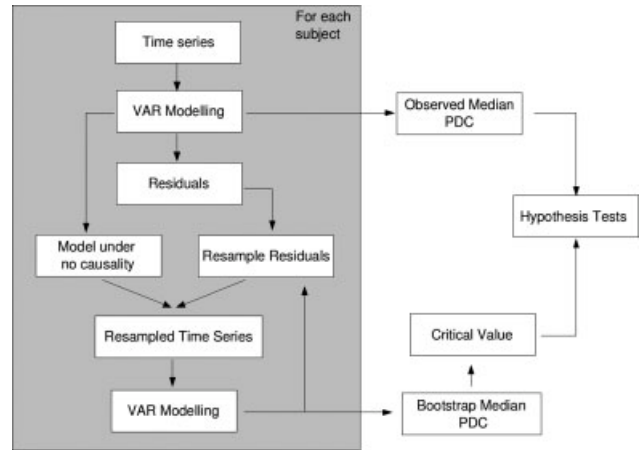 For each
subject
Time series
VAR Modelling
Observed Median
PDC
Residuals
Hypothesis Tests
Model under
no causality
Resample Residuals
Resampled Time Series
Critical Value
VAR Modelling
Bootstrap Median
PDC